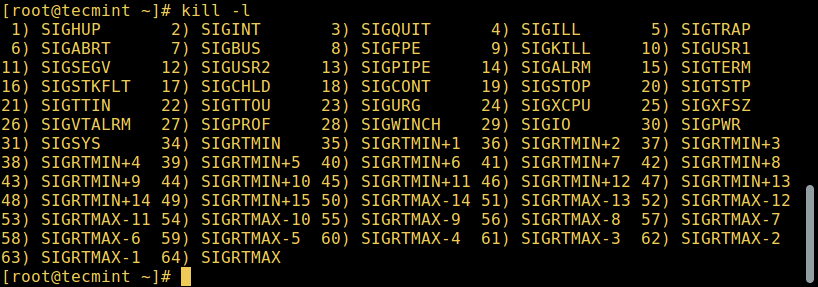 [root@tecmint ~]# kill -l
 1) SIGHUP       2) SIGINT       3) SIGQUIT      4) SIGILL       5) SIGTRAP
 6) SIGABRT      7) SIGBUS       8) SIGFPE       9) SIGKILL     10) SIGUSR1
11) SIGSEGV     12) SIGUSR2     13) SIGPIPE     14) SIGALRM     15) SIGTERM
16) SIGSTKFLT   17) SIGCHLD     18) SIGCONT     19) SIGSTOP     20) SIGTSTP
21) SIGTTIN     22) SIGTTOU     23) SIGURG      24) SIGXCPU     25) SIGXFSZ
26) SIGVTALRM   27) SIGPROF     28) SIGWINCH    29) SIGIO       30) SIGPWR
31) SIGSYS      34) SIGRTMIN    35) SIGRTMIN+1  36) SIGRTMIN+2  37) SIGRTMIN+3
38) SIGRTMIN+4  39) SIGRTMIN+5  40) SIGRTMIN+6  41) SIGRTMIN+7  42) SIGRTMIN+8
43) SIGRTMIN+9  44) SIGRTMIN+10 45) SIGRTMIN+11 46) SIGRTMIN+12 47) SIGRTMIN+13
48) SIGRTMIN+14 49) SIGRTMIN+15 50) SIGRTMAX-14 51) SIGRTMAX-13 52) SIGRTMAX-12
53) SIGRTMAX-11 54) SIGRTMAX-10 55) SIGRTMAX-9  56) SIGRTMAX-8  57) SIGRTMAX-7
58) SIGRTMAX-6  59) SIGRTMAX-5  60) SIGRTMAX-4  61) SIGRTMAX-3  62) SIGRTMAX-2
63) SIGRTMAX-1  64) SIGRTMAX
[root@tecmint ~]#